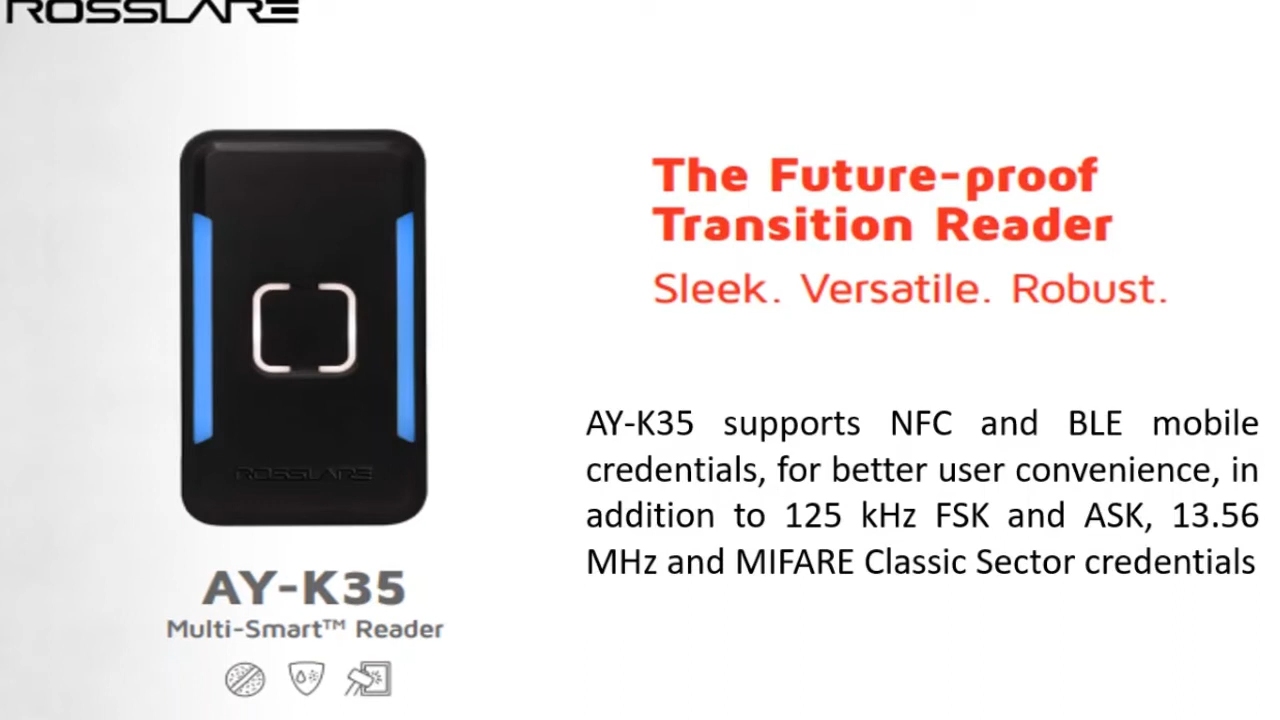 ROSSLARE
The Future-proof
Transition Reader
Sleek. Versatile. Robust.
AY-K35 supports NFC and BLE mobile
credentials, for better user convenience, in
addition to 125 kHz FSK and ASK, 13.56
MHz and MIFARE Classic Sector credentials
ROSSLARE
AY-K35
Multi-Smart™ Reader